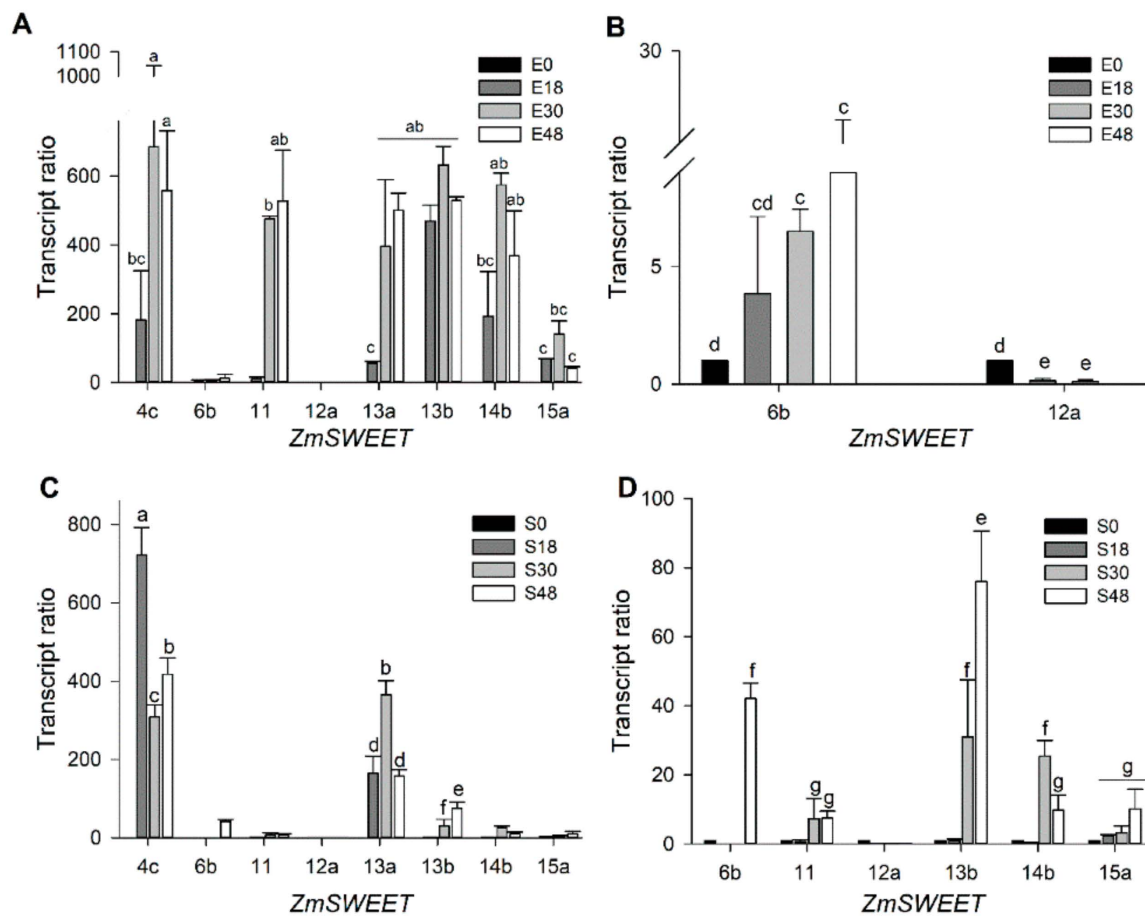 A
1100
1000
600
400
200
0
Transcript ratio
a
a
bc
ab
b
ab
c
ab
ab
bc
bc
c
c
E0
E18
E30
E48
4c 6b 11 12a 13a 13b 14b 15a
ZmSWEET
B
30
5
0
Transcript ratio
c
cd
c
d
d
e
e
E0
E18
E30
E48
6b 12a
ZmSWEET
C
800
600
400
200
0
Transcript ratio
a
b
c
b
d
d
f
e
S0
S18
S30
S48
4c 6b 11 12a 13a 13b 14b 15a
ZmSWEET
D
100
80
60
40
20
0
Transcript ratio
e
f
f
f
g
g
g
g
S0
S18
S30
S48
6b 11 12a 13b 14b 15a
ZmSWEET